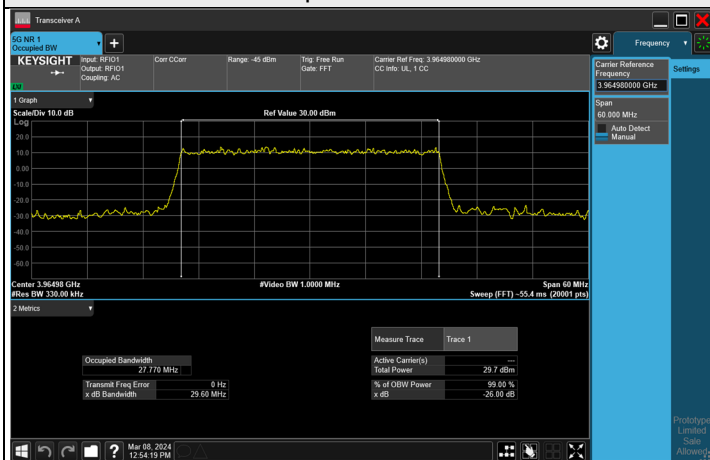 Transceiver A
5G NR 1
Occupied BW
Frequency
KEYSIGHT
Input: RFIO1
Output: RFIO1
Coupling: AC
Corr CCorr
Range: -45 dBm
Trig: Free Run
Gate: FFT
Carrier Ref Freq: 3.964980000 GHz
CC Info: UL, 1 CC
LU
Carrier Reference
Frequency
3.964980000 GHz
Settings
Span
60.000 MHz
Auto Detect
Manual
1 Graph
Scale/Div 10.0 dB
Ref Value 30.00 dBm
Log
20.0
10.0
0.00
-10.0
-20.0
-30.0
-40.0
-50.0
-60.0
Center 3.96498 GHz
#Video BW 1.0000 MHz
Span 60 MHz
#Res BW 330.00 kHz
Sweep (FFT) ~55.4 ms (20001 pts)
2 Metrics
Measure Trace
Trace 1
Occupied Bandwidth
27.770 MHz
Active Carrier(s)
---
Total Power
29.7 dBm
Transmit Freq Error
0 Hz
x dB Bandwidth
29.60 MHz
% of OBW Power
99.00 %
x dB
-26.00 dB
Mar 08, 2024
12:54:19 PM
Prototype
Limited
Sale
Allowed